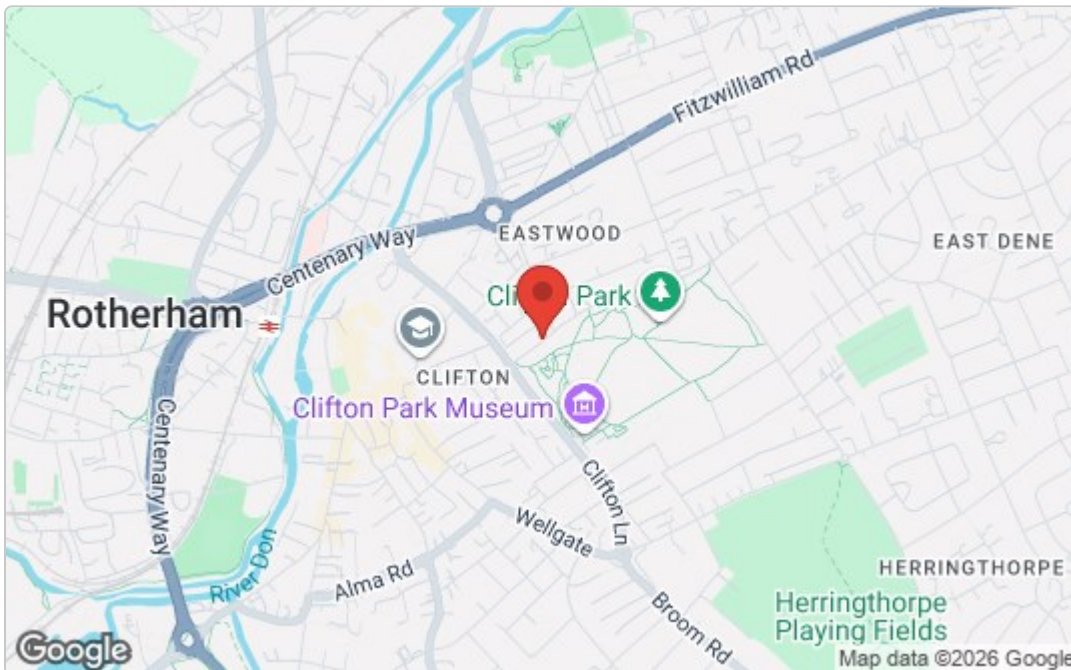 Fitzwilliam Rd
EASTWOOD
EAST DENE
Centenary Way
Rotherham
Park
CLIFTON
Clifton Park Museum
Centenary Way
Clifton Ln
Wellgate
River Don
Alma Rd
HERRINGTHORPE
Broom Rd
Herringthorpe
Playing Fields
Google
Map data ©2026 Google